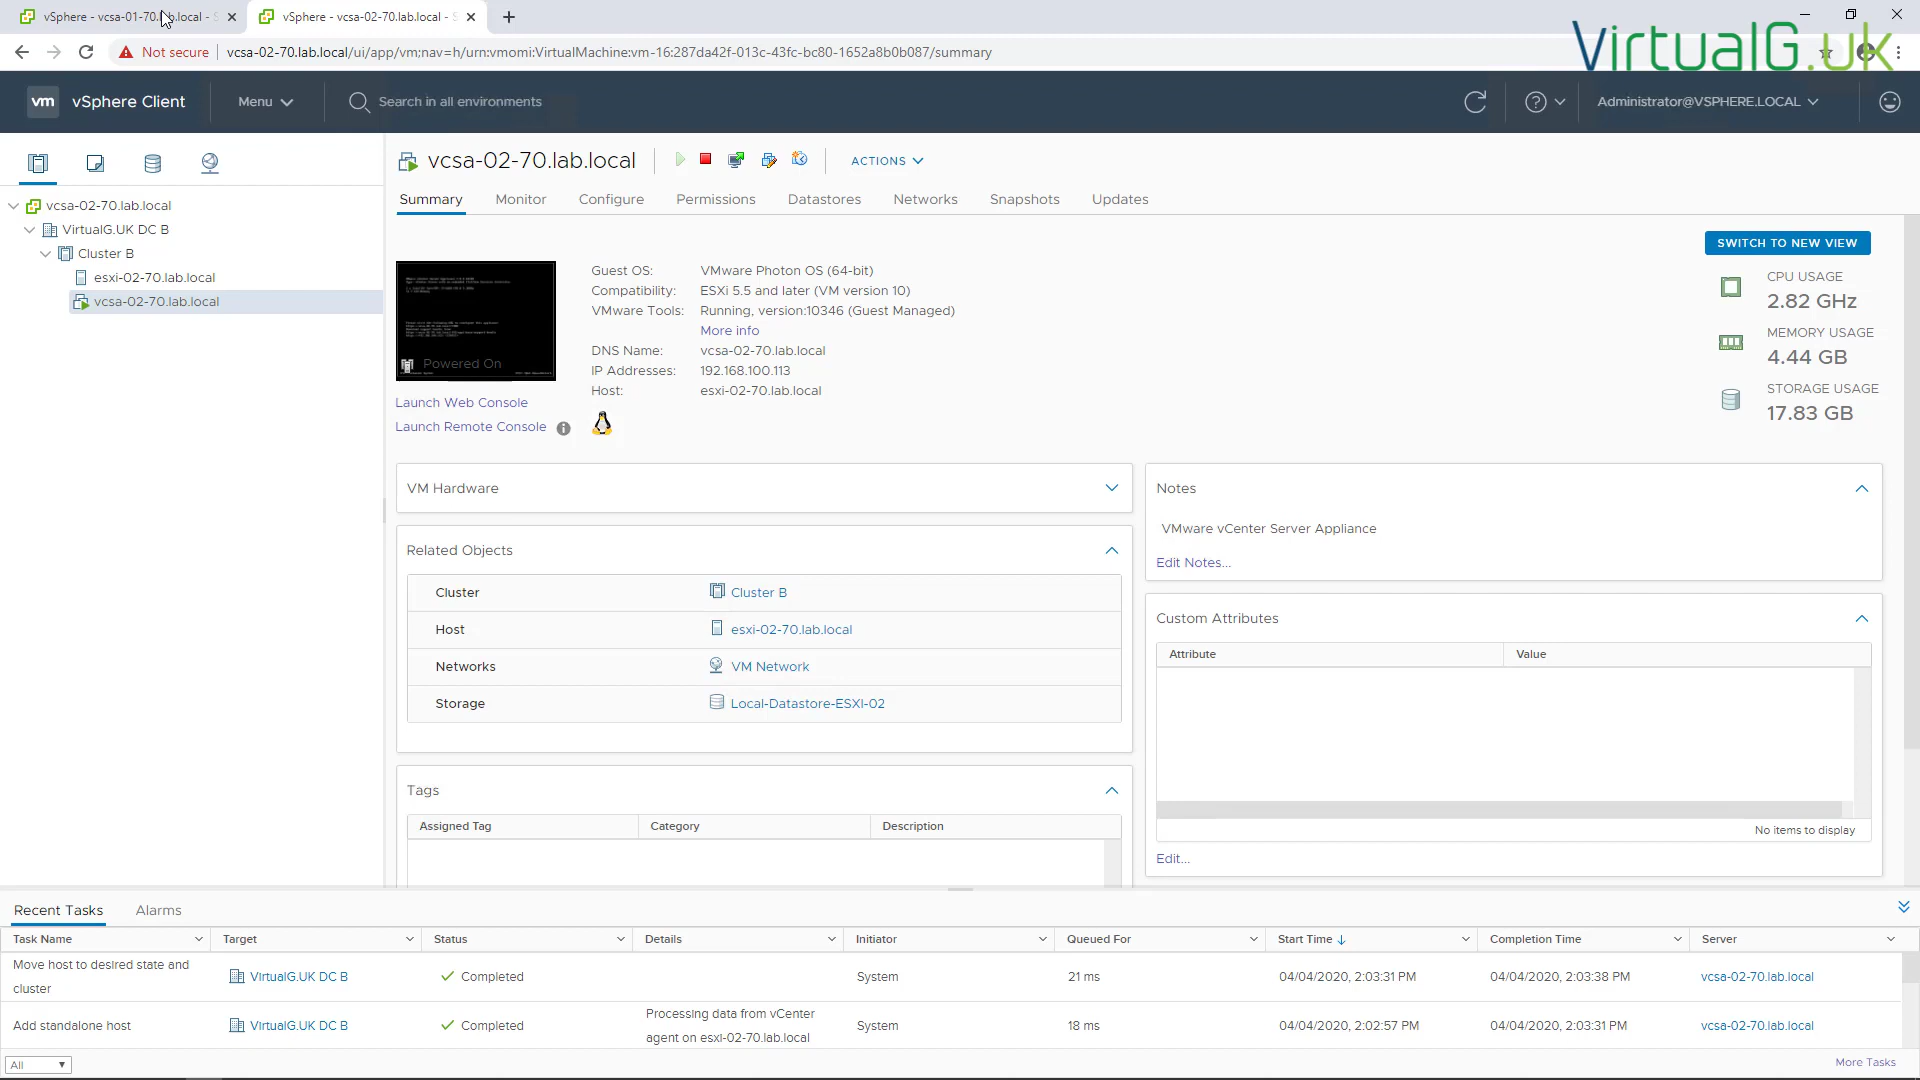 vSphere - vcsa-01-70.lab.local - S
vSphere - vcsa-02-70.lab.local - S
VirtualG.uk
Not secure
vcsa-02-70.lab.local/ui/app/vm;nav=h/urn:vmomi:VirtualMachine:vm-16:287da42f-013c-43fc-bc80-1652a8b0b087/summary
vm vSphere Client
Menu
Search in all environments
Administrator@VSPHERE.LOCAL
vcsa-02-70.lab.local
VirtualG.UK DC B
Cluster B
esxi-02-70.lab.local
vcsa-02-70.lab.local
vcsa-02-70.lab.local
ACTIONS
Summary Monitor Configure Permissions Datastores Networks Snapshots Updates
SWITCH TO NEW VIEW
Powered On
Launch Web Console
Launch Remote Console
Guest OS: VMware Photon OS (64-bit)
Compatibility: ESXi 5.5 and later (VM version 10)
VMware Tools: Running, version:10346 (Guest Managed)
More info
DNS Name: vcsa-02-70.lab.local
IP Addresses: 192.168.100.113
Host: esxi-02-70.lab.local
CPU USAGE
2.82 GHz
MEMORY USAGE
4.44 GB
STORAGE USAGE
17.83 GB
VM Hardware
Related Objects
Cluster Cluster B
Host esxi-02-70.lab.local
Networks VM Network
Storage Local-Datastore-ESXI-02
Tags
Assigned Tag Category Description
Notes
VMware vCenter Server Appliance
Edit Notes...
Custom Attributes
Attribute Value
No items to display
Edit...
Recent Tasks Alarms
Task Name Target Status Details Initiator Queued For Start Time Completion Time Server
Move host to desired state and
cluster
VirtualG.UK DC B Completed System 21 ms 04/04/2020, 2:03:31 PM 04/04/2020, 2:03:38 PM vcsa-02-70.lab.local
Add standalone host VirtualG.UK DC B Completed
Processing data from vCenter
agent on esxi-02-70.lab.local
System 18 ms 04/04/2020, 2:02:57 PM 04/04/2020, 2:03:31 PM vcsa-02-70.lab.local
All
More Tasks